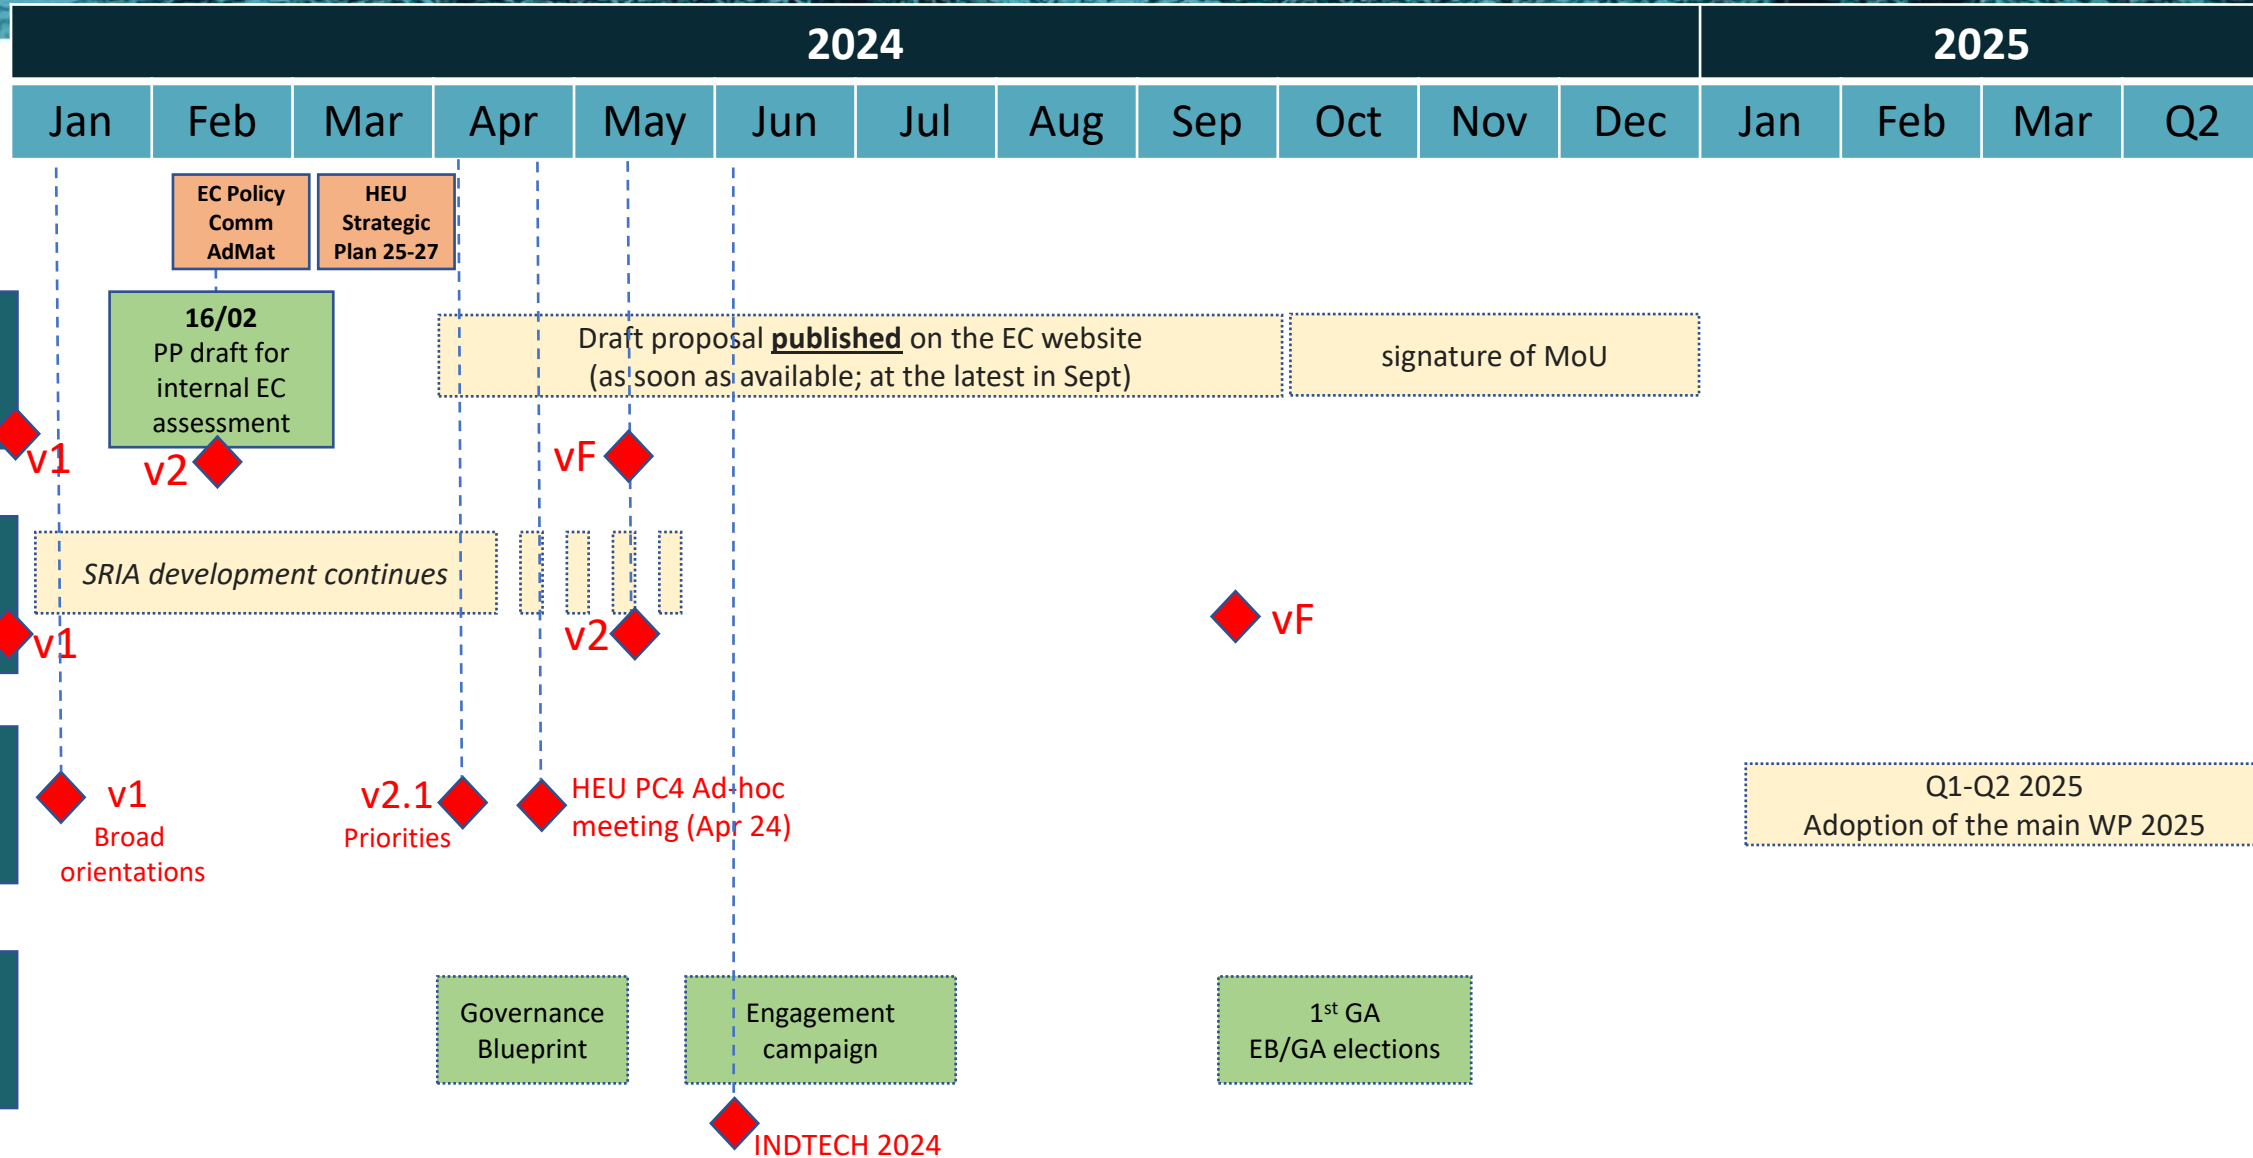 2024
2025
Jan
Feb
Mar
Apr
May
Jun
Jul
Aug
Sep
Oct
Nov
Dec
Jan
Feb
Mar
Q2
EC Policy
Comm
AdMat
HEU
Strategic
Plan 25-27
16/02
PP draft for
internal EC
assessment
Draft proposal published on the EC website
(as soon as available; at the latest in Sept)
signature of MoU
v1
v2
vF
SRIA development continues
v1
v2
vF
v1
Broad
orientations
v2.1
Priorities
HEU PC4 Ad-hoc
meeting (Apr 24)
Q1-Q2 2025
Adoption of the main WP 2025
Governance
Blueprint
Engagement
campaign
1st GA
EB/GA elections
INDTECH 2024